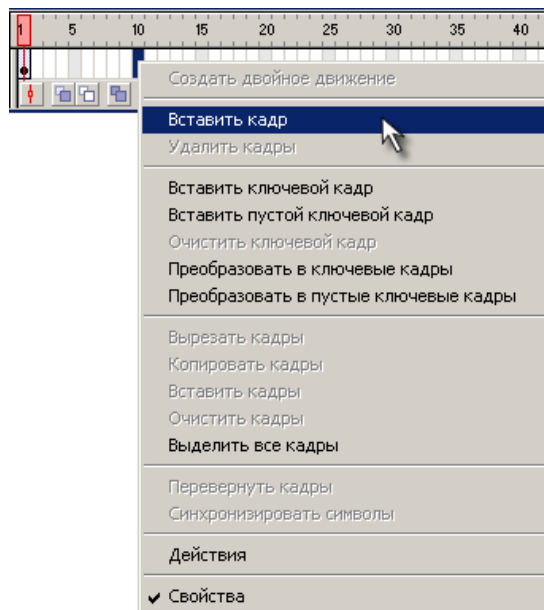 1 5 10 15 20 25 30 35 40
Создать двойное движение
Вставить кадр
Удалить кадры
Вставить ключевой кадр
Вставить пустой ключевой кадр
Очистить ключевой кадр
Преобразовать в ключевые кадры
Преобразовать в пустые ключевые кадры
Вырезать кадры
Копировать кадры
Вставить кадры
Очистить кадры
Выделить все кадры
Перевернуть кадры
Синхронизировать символы
Действия
Свойства